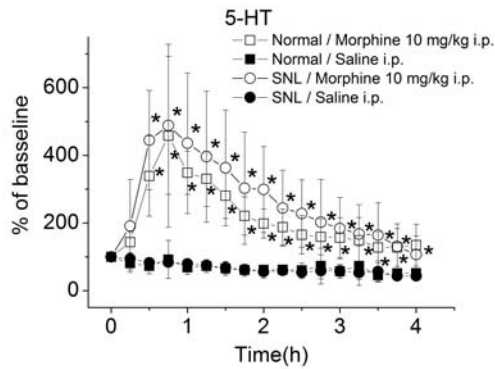 5-HT
Normal / Morphine 10 mg/kg i.p.
Normal / Saline i.p.
SNL / Morphine 10 mg/kg i.p.
SNL / Saline i.p.
% of basseline
600
400
200
0
0 1 2 3 4
Time(h)